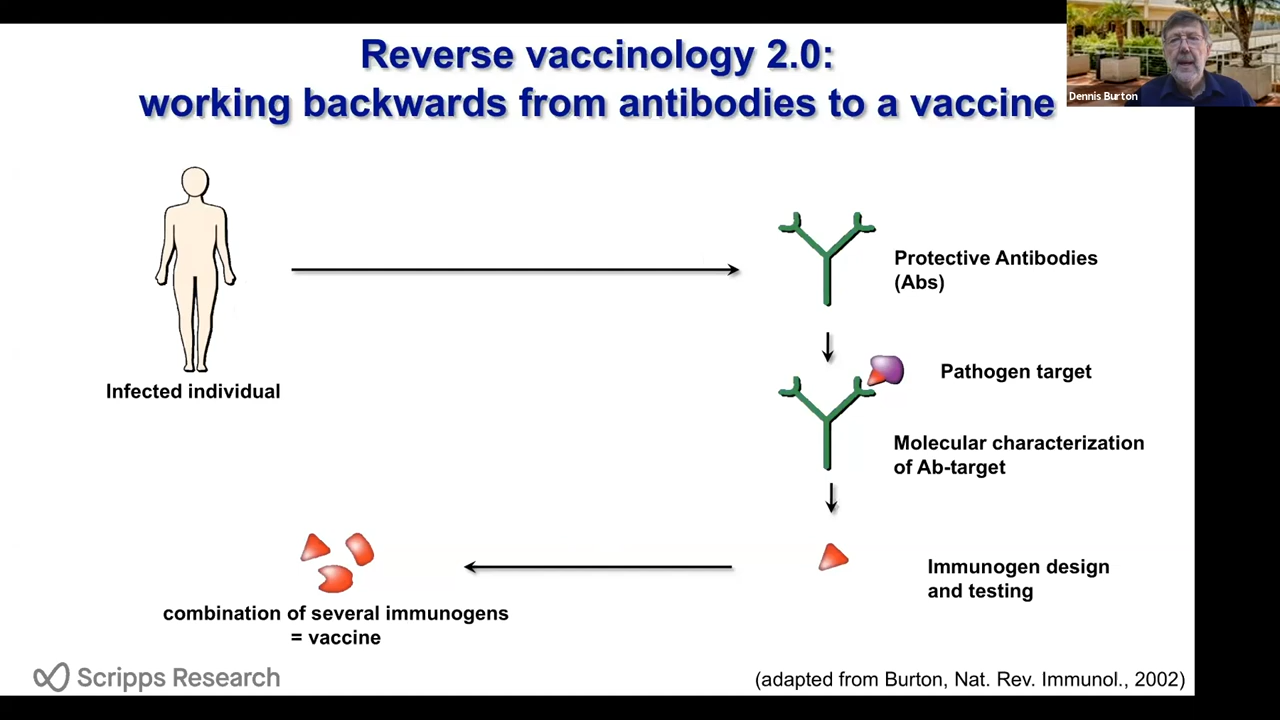 Reverse vaccinology 2.0:
working backwards from antibodies to a vaccine
Dennis Burton
Protective Antibodies
(Abs)
Pathogen target
Infected individual
Molecular characterization
of Ab-target
Immunogen design
and testing
combination of several immunogens
= vaccine
Scripps Research
(adapted from Burton, Nat. Rev. Immunol., 2002)